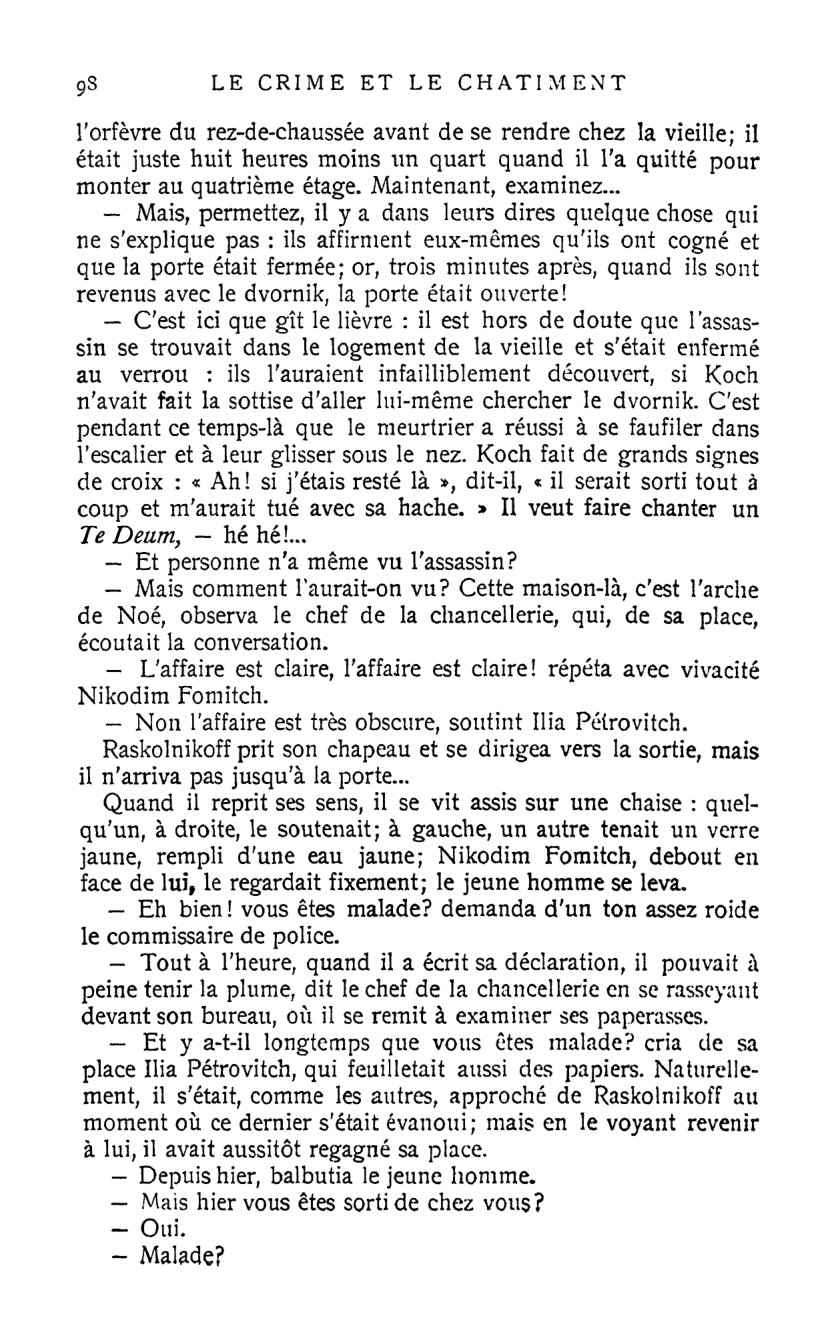 98 LE CRIME ET LE CHATIMENT
l'orfèvre du rez-de-chaussée avant de se rendre chez la vieille; il
était juste huit heures moins un quart quand il l'a quitté pour
monter au quatrième étage. Maintenant, examinez...
— Mais, permettez, il y a dans leurs dires quelque chose qui
ne s'explique pas : ils affirment eux-mêmes qu'ils ont cogné et
que la porte était fermée; or, trois minutes après, quand ils sont
revenus avec le dvornik, la porte était ouverte!
— C'est ici que gît le lièvre : il est hors de doute que l'assas-
sin se trouvait dans le logement de la vieille et s'était enfermé
au verrou : ils l'auraient infailliblement découvert, si Koch
n'avait fait la sottise d'aller lui-même chercher le dvornik. C'est
pendant ce temps-là que le meurtrier a réussi à se faufiler dans
l'escalier et à leur glisser sous le nez. Koch fait de grands signes
de croix : « Ah! si j'étais resté là », dit-il, « il serait sorti tout à
coup et m'aurait tué avec sa hache. » Il veut faire chanter un
Te Deum, — hé hé!...
— Et personne n'a même vu l'assassin?
— Mais comment l'aurait-on vu? Cette maison-là, c'est l'arche
de Noé, observa le chef de la chancellerie, qui, de sa place,
écoutait la conversation.
— L'affaire est claire, l'affaire est claire! répéta avec vivacité
Nikodim Fomitch.
— Non l'affaire est très obscure, soutint Ilia Pétrovitch.
Raskolnikoff prit son chapeau et se dirigea vers la sortie, mais
il n'arriva pas jusqu'à la porte...
Quand il reprit ses sens, il se vit assis sur une chaise : quel-
qu'un, à droite, le soutenait; à gauche, un autre tenait un verre
jaune, rempli d'une eau jaune; Nikodim Fomitch, debout en
face de lui, le regardait fixement; le jeune homme se leva.
— Eh bien! vous êtes malade? demanda d'un ton assez roide
le commissaire de police.
— Tout à l'heure, quand il a écrit sa déclaration, il pouvait à
peine tenir la plume, dit le chef de la chancellerie en se rasseyant
devant son bureau, où il se remit à examiner ses paperasses.
— Et y a-t-il longtemps que vous êtes malade? cria de sa
place Ilia Pétrovitch, qui feuilletait aussi des papiers. Naturelle-
ment, il s'était, comme les autres, approché de Raskolnikoff au
moment où ce dernier s'était évanoui; mais en le voyant revenir
à lui, il avait aussitôt regagné sa place.
— Depuis hier, balbutia le jeune homme.
— Mais hier vous êtes sorti de chez vous?
— Oui.
— Malade?